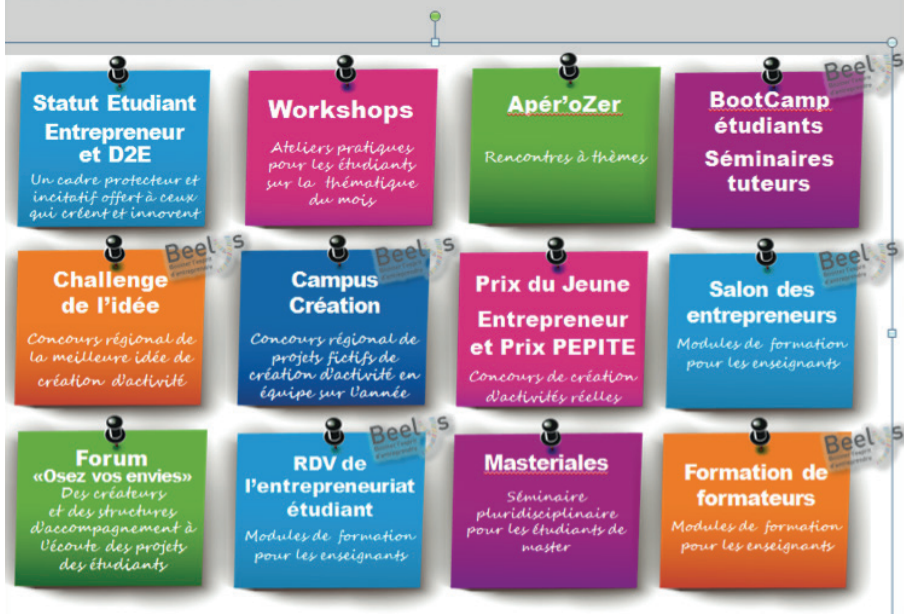 Statut Etudiant
Entrepreneur
et D2E
Un cadre protecteur et
incitatif offert à ceux
qui créent et innovent
Workshops
Ateliers pratiques
pour les étudiants
sur la thématique
du mois
Apér'oZer
Rencontres à thèmes
BootCamp
étudiants
Séminaires
tuteurs
Beel s
Challenge
de l'idée
Concours régional de
la meilleure idée de
création d'activité
Beel s
Campus
Création
Concours régional de
projets fictifs de
création d'activité en
équipe sur l'année
Beel s
Prix du Jeune
Entrepreneur
et Prix PEPITE
Concours de création
d'activités réelles
Salon des
entrepreneurs
Modules de formation
pour les enseignants
Beel s
Forum
«Osez vos envies»
Des créateurs
et des structures
d'accompagnement à
l'écoute des projets
des étudiants
RDV de
l'entrepreneuriat
étudiant
Modules de formation
pour les enseignants
Beel s
Masteriales
Séminaire
pluridisciplinaire
pour les étudiants de
master
Formation de
formateurs
Modules de formation
pour les enseignants
Beel s